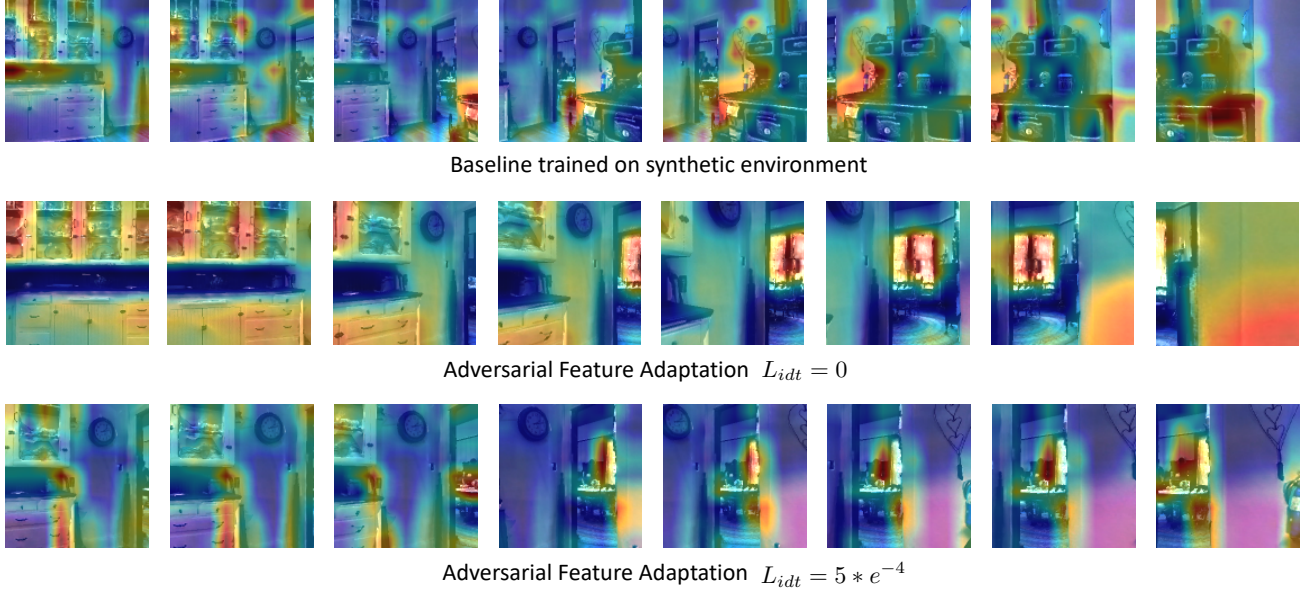 Baseline trained on synthetic environment
Adversarial Feature Adaptation $L_{idt} = 0$
Adversarial Feature Adaptation $L_{idt} = 5 * e^{-4}$